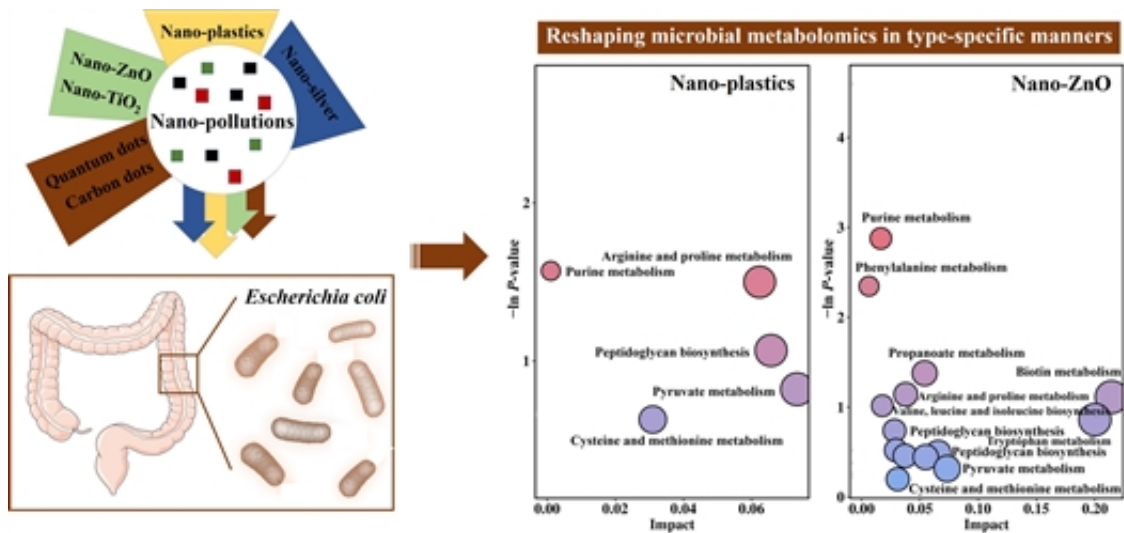 Nano-plastics
Nano-ZnO
Nano-TiO2
Nano-silver
Nano-pollutions
Quantum dots
Carbon dots
Escherichia coli
Reshaping microbial metabolomics in type-specific manners
Nano-plastics
−ln P-value
2
1
Arginine and proline metabolism
Purine metabolism
Peptidoglycan biosynthesis
Pyruvate metabolism
Cysteine and methionine metabolism
0.00
0.02
0.04
0.06
Impact
Nano-ZnO
−ln P-value
4
3
2
1
0
Purine metabolism
Phenylalanine metabolism
Propanoate metabolism
Biotin metabolism
Arginine and proline metabolism
Valine, leucine and isoleucine biosynthesis
Peptidoglycan biosynthesis
Tryptophan metabolism
Peptidoglycan biosynthesis
Pyruvate metabolism
Cysteine and methionine metabolism
0.00
0.05
0.10
0.15
0.20
Impact